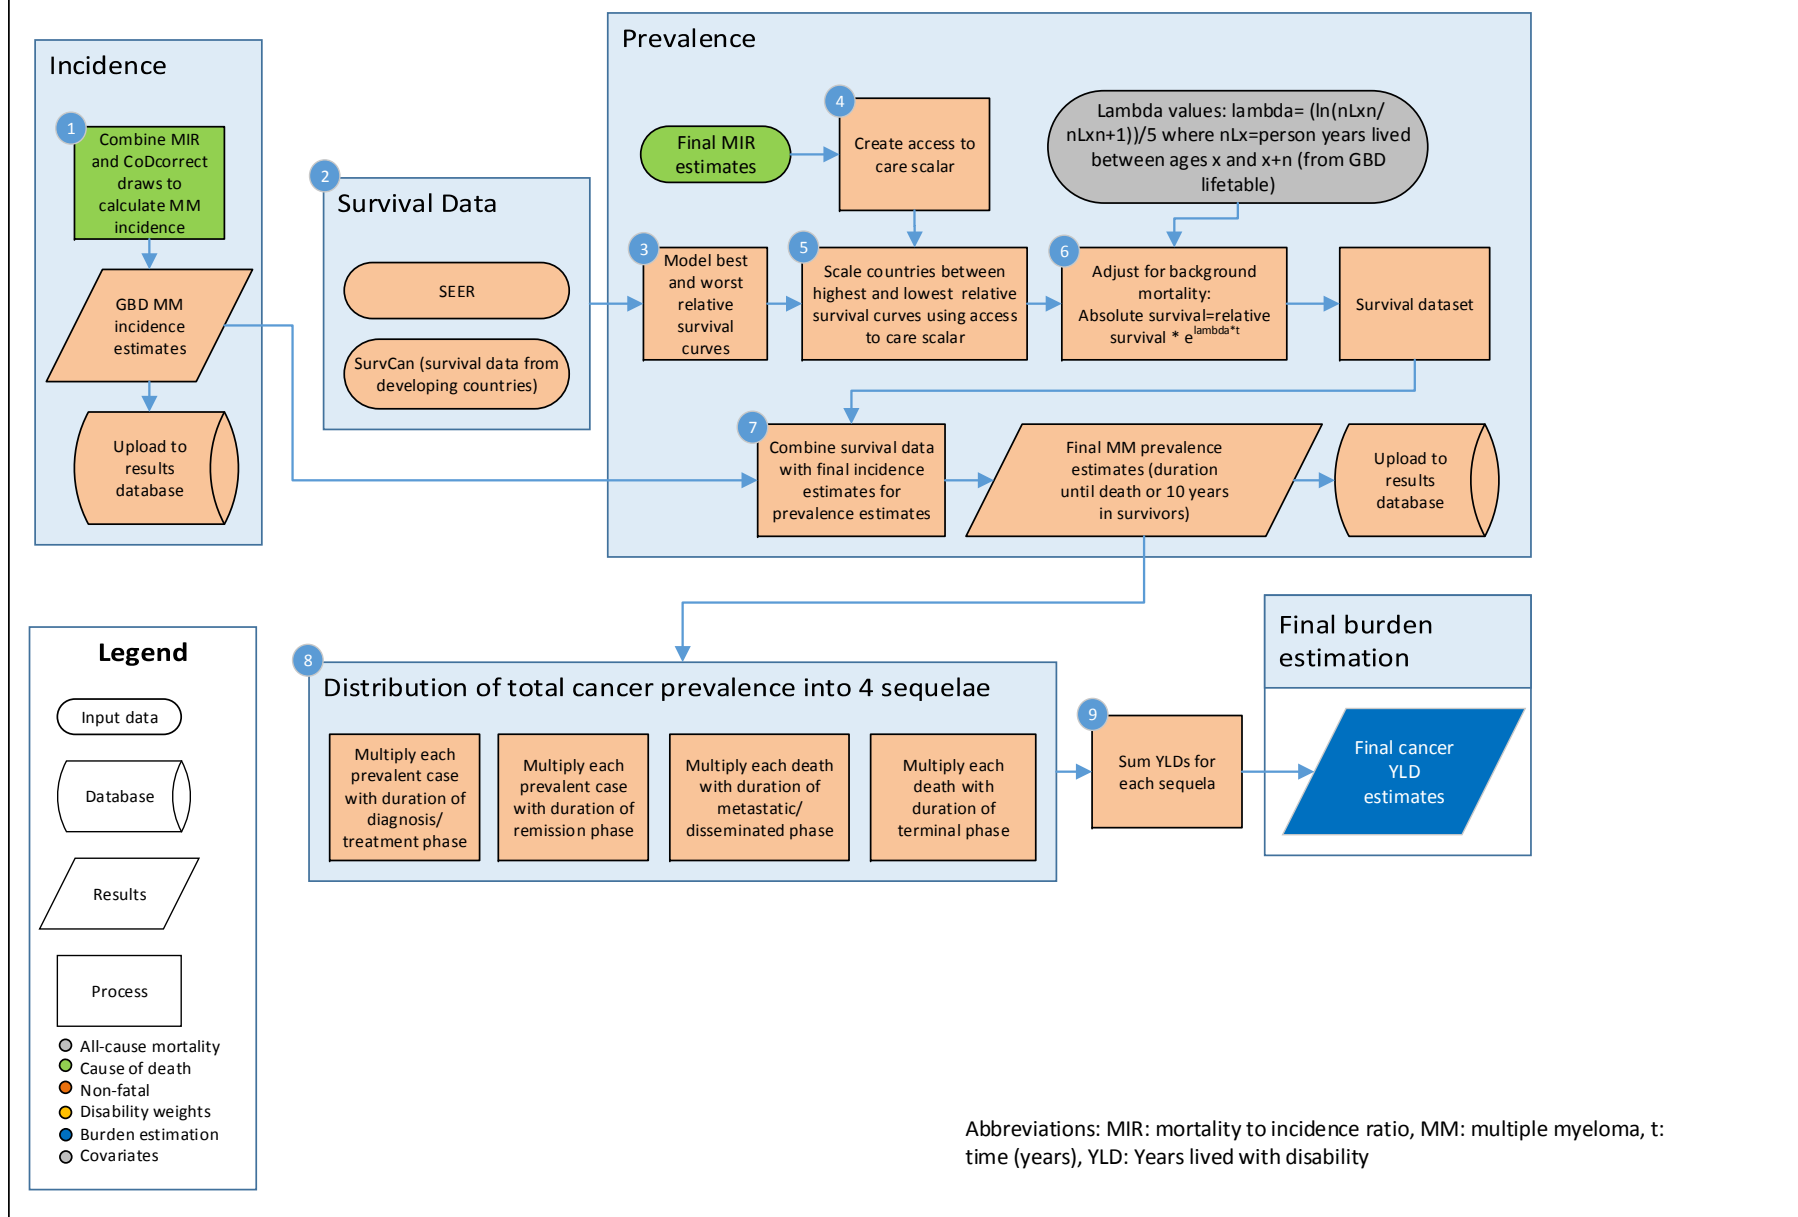 Incidence
1
Combine MIR
and CoDcorrect
draws to
calculate MM
incidence
GBD MM
incidence
estimates
Upload to
results
database
2
Survival Data
SEER
SurvCan (survival data from
developing countries)
Prevalence
Final MIR
estimates
4
Create access to
care scalar
Lambda values: lambda= (ln(nLxn/
nLxn+1))/5 where nLx=person years lived
between ages x and x+n (from GBD
lifetable)
3
Model best
and worst
relative
survival
curves
5
Scale countries between
highest and lowest relative
survival curves using access
to care scalar
6
Adjust for background
mortality:
Absolute survival=relative
survival * e^lambda*t
Survival dataset
7
Combine survival data
with final incidence
estimates for
prevalence estimates
Final MM prevalence
estimates (duration
until death or 10 years
in survivors)
Upload to
results
database
8
Distribution of total cancer prevalence into 4 sequelae
Multiply each
prevalent case
with duration of
diagnosis/
treatment phase
Multiply each
prevalent case
with duration of
remission phase
Multiply each death
with duration of
metastatic/
disseminated phase
Multiply each
death with
duration of
terminal phase
9
Sum YLDs for
each sequela
Final burden
estimation
Final cancer
YLD
estimates
Legend
Input data
Database
Results
Process
All-cause mortality
Cause of death
Non-fatal
Disability weights
Burden estimation
Covariates
Abbreviations: MIR: mortality to incidence ratio, MM: multiple myeloma, t:
time (years), YLD: Years lived with disability